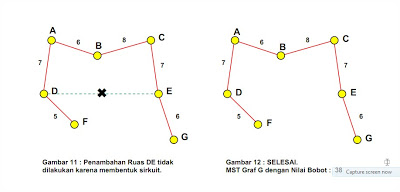 A
B
C
6
8
7
7
D
E
5
F
6
G
Gambar 11 : Penambahan Ruas DE tidak
dilakukan karena membentuk sirkuit.
A
B
C
6
8
7
7
D
E
5
F
6
G
Gambar 12 : SELESAI.
MST Graf G dengan Nilai Bobot : 38
Capture screen now